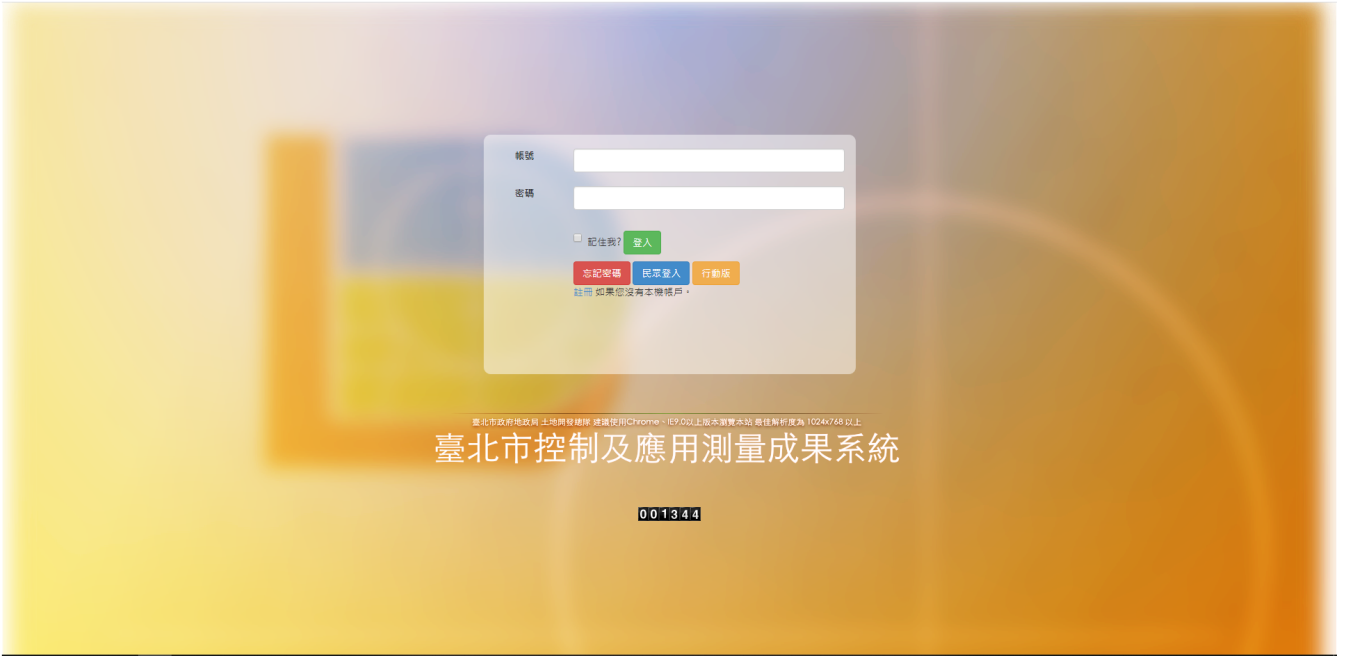 帳號
密碼
記住我? 登入
忘記密碼 民眾登入 行動版
註冊 如果您沒有本機帳戶。
臺北市政府地政局 土地開發總隊 建議使用Chrome、IE9.0以上版本瀏覽本站 最佳解析度為 1024x768 以上
臺北市控制及應用測量成果系統
001344